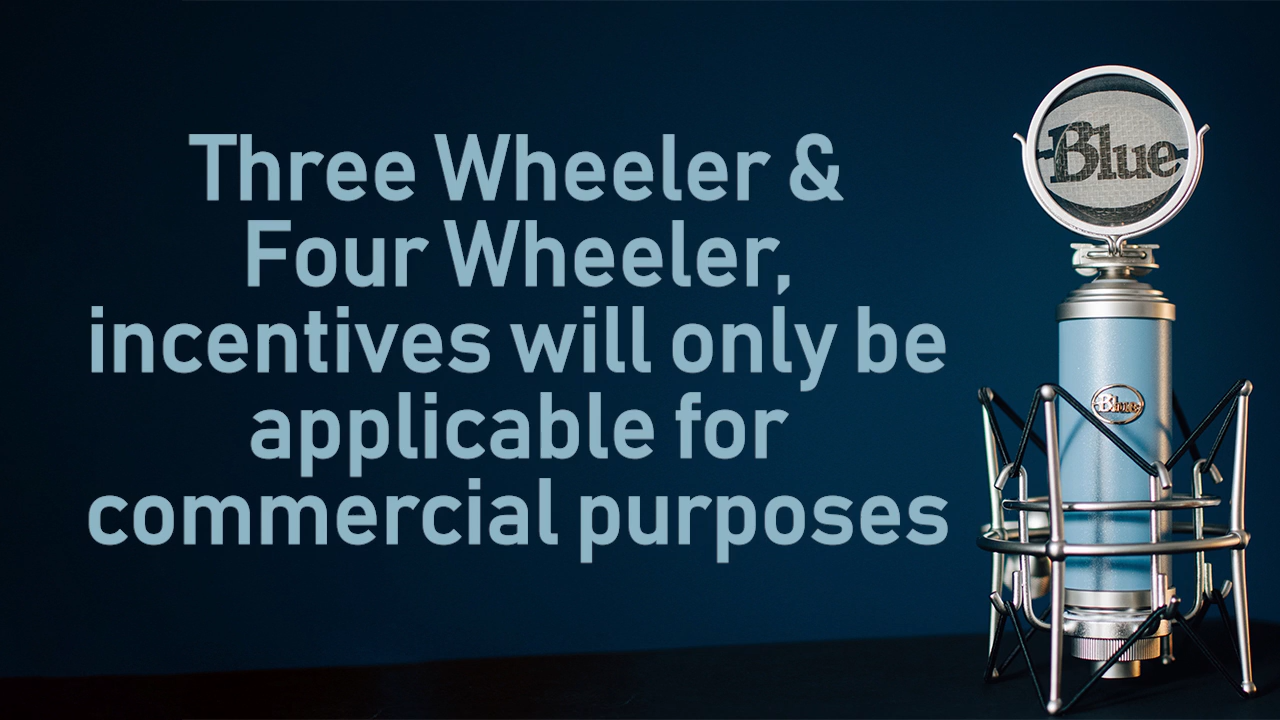 Three Wheeler &
Four Wheeler,
incentives will only be
applicable for
commercial purposes
Blue
Blue